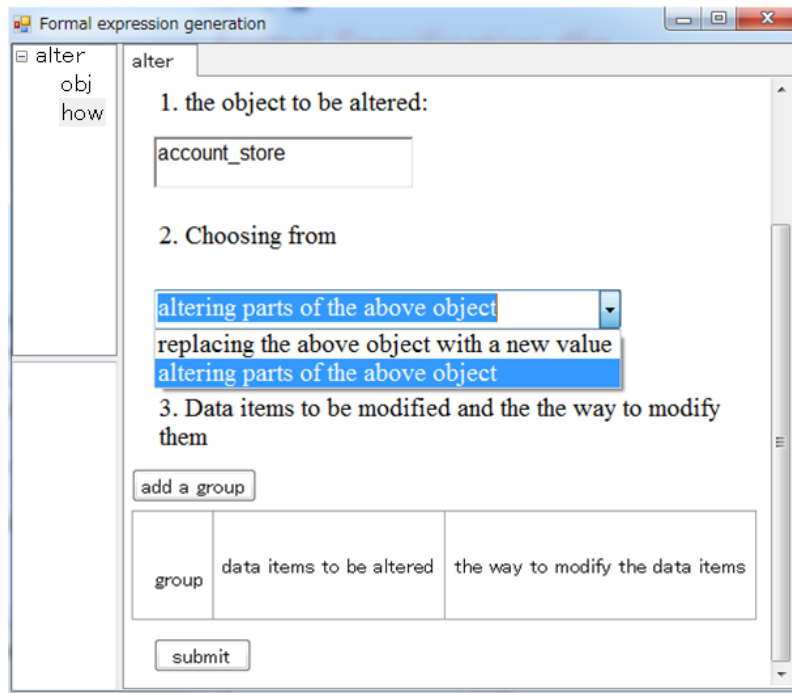 Formal expression generation
alter
obj
how
alter
1. the object to be altered:
account_store
2. Choosing from
altering parts of the above object
replacing the above object with a new value
altering parts of the above object
3. Data items to be modified and the the way to modify
them
add a group
group
data items to be altered
the way to modify the data items
submit